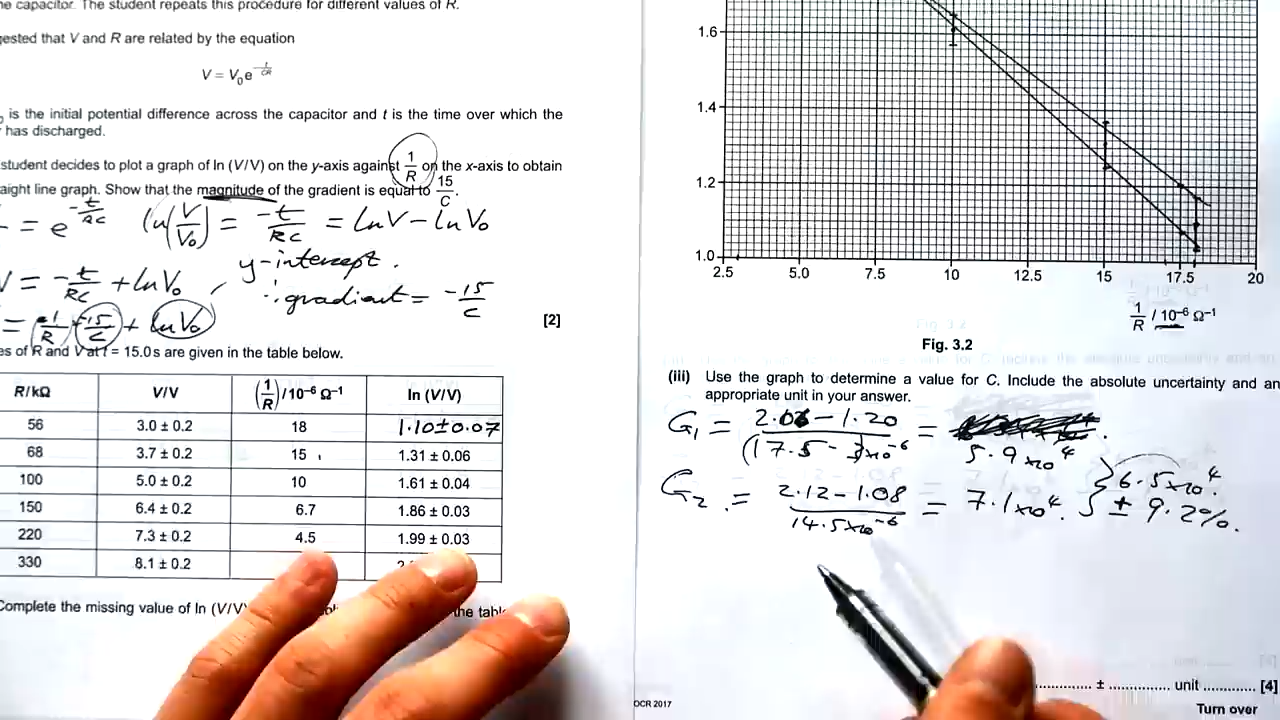 ne capacitor. The student repeats this procedure for different values of R.
gested that V and R are related by the equation
V = V₀e^(-t/CR)
₀ is the initial potential difference across the capacitor and t is the time over which the
has discharged.
student decides to plot a graph of ln (V/V) on the y-axis against 1/R on the x-axis to obtain
aight line graph. Show that the magnitude of the gradient is equal to 15/C.
= e^(-t/RC) ln(V/V₀) = -t/RC = lnV - lnV₀
V = -t/RC + lnV₀ , y-intercept .
∴ gradient = -15/C
= (-1/R) (-15/C) + lnV₀
[2]
es of R and V at t = 15.0 s are given in the table below.
R/kΩ V/V (1/R)/10⁻⁶ Ω⁻¹ ln (V/V)
56 3.0 ± 0.2 18 1.10±0.07
68 3.7 ± 0.2 15 1.31 ± 0.06
100 5.0 ± 0.2 10 1.61 ± 0.04
150 6.4 ± 0.2 6.7 1.86 ± 0.03
220 7.3 ± 0.2 4.5 1.99 ± 0.03
330 8.1 ± 0.2
Complete the missing value of ln (V/V) the table
1.6
1.4
1.2
1.0
2.5 5.0 7.5 10 12.5 15 17.5 20
1/R / 10⁻⁶ Ω⁻¹
Fig. 3.2
(iii) Use the graph to determine a value for C. Include the absolute uncertainty and an
appropriate unit in your answer.
G₁ = 2.06 - 1.20 / (17.5 - 3)x10⁻⁶ = 5.9x10⁴
G₂ = 2.12 - 1.08 / 14.5x10⁻⁶ = 7.1x10⁴. } 6.5x10⁴ ± 9.2%.
± unit [4]
OCR 2017
Turn over